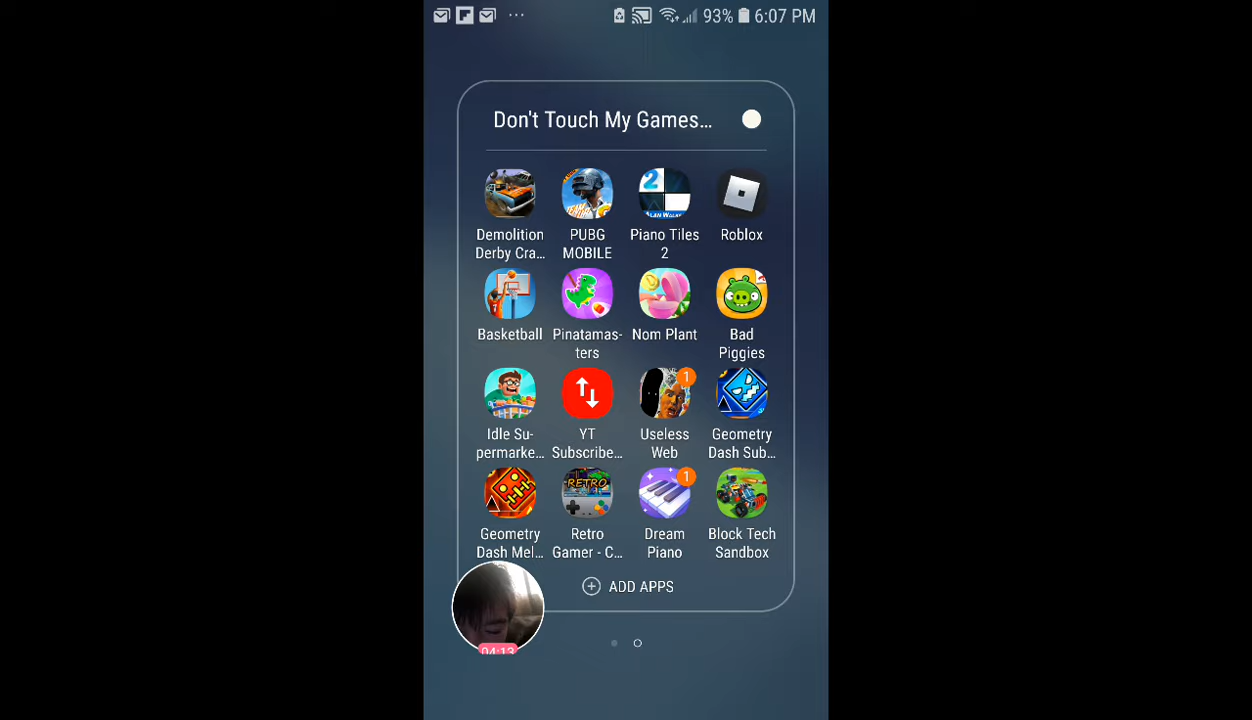 93% 6:07 PM
Don't Touch My Games...
Demolition Derby Cra...
PUBG MOBILE
Piano Tiles 2
Roblox
Basketball
Pinatamas-
ters
Nom Plant
Bad Piggies
Idle Su-
permarke...
YT Subscribe...
1
Useless Web
Geometry Dash Sub...
Geometry Dash Mel...
RETRO
Retro Gamer - C...
1
Dream Piano
Block Tech Sandbox
ADD APPS
04:13